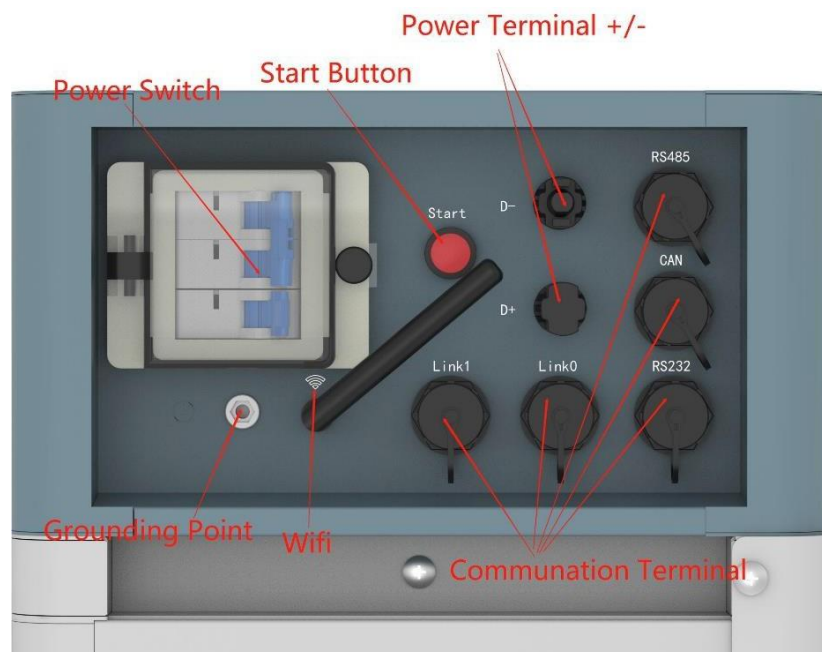 Power Terminal +/-
Start Button
Power Switch
RS485
Start
D-
CAN
D+
Link1
Link0
RS232
Grounding Point
Wifi
Communation Terminal